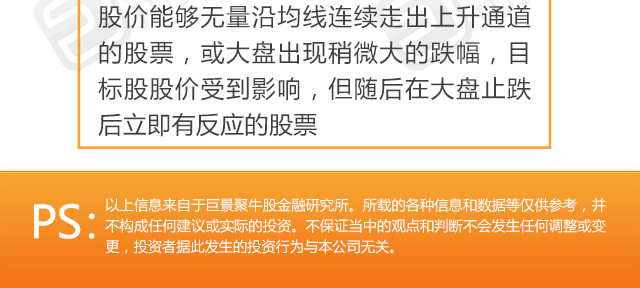 股价能够无量沿均线连续走出上升通道
的股票，或大盘出现稍微大的跌幅，目
标股股价受到影响，但随后在大盘止跌
后立即有反应的股票
PS:
以上信息来自于巨景聚牛股金融研究所。所载的各种信息和数据等仅供参考，并
不构成任何建议或实际的投资。不保证当中的观点和判断不会发生任何调整或变
更，投资者据此发生的投资行为与本公司无关。